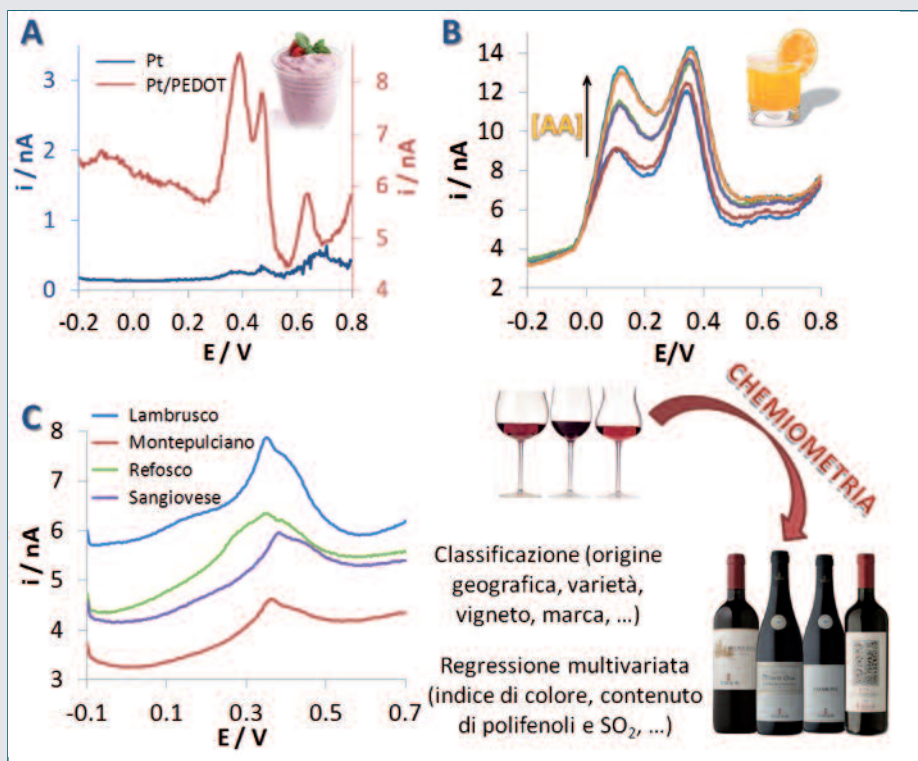 A
Pt
Pt/PEDOT
i / nA
3
2
1
0
i / nA
8
7
6
5
4
-0.2 0.0 0.2 0.4 0.6 0.8
E / V
B
[AA]
i / nA
14
12
10
8
6
4
2
-0.2 0.0 0.2 0.4 0.6 0.8
E/V
C
Lambrusco
Montepulciano
Refosco
Sangiovese
i / nA
8
7
6
5
4
3
-0.1 0.1 0.3 0.5 0.7
E / V
CHEMIOMETRIA
Classificazione (origine
geografica, varietà,
vigneto, marca, ...)
Regressione multivariata
(indice di colore, contenuto
di polifenoli e SO₂, ...)